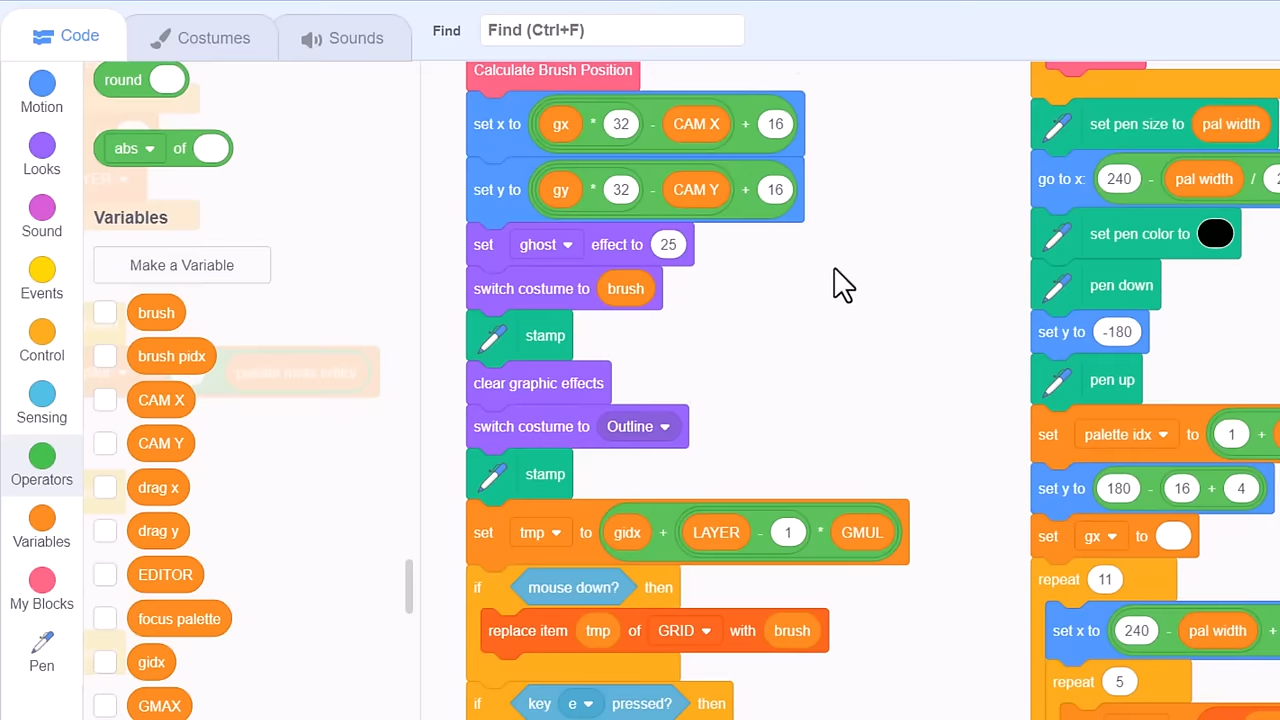 Code
Costumes
Sounds
Find
Find (Ctrl+F)
Motion
Looks
Sound
Events
Control
Sensing
Operators
Variables
My Blocks
Pen
round
abs of
Variables
Make a Variable
brush
brush pidx
CAM X
CAM Y
drag x
drag y
EDITOR
focus palette
gidx
GMAX
Calculate Brush Position
set x to gx * 32 - CAM X + 16
set y to gy * 32 - CAM Y + 16
set ghost effect to 25
switch costume to brush
stamp
clear graphic effects
switch costume to Outline
stamp
set tmp to gidx + LAYER - 1 * GMUL
if mouse down? then
replace item tmp of GRID with brush
if key e pressed? then
set pen size to pal width
go to x: 240 - pal width /
set pen color to
pen down
set y to -180
pen up
set palette idx to 1 +
set y to 180 - 16 + 4
set gx to
repeat 11
set x to 240 - pal width +
repeat 5